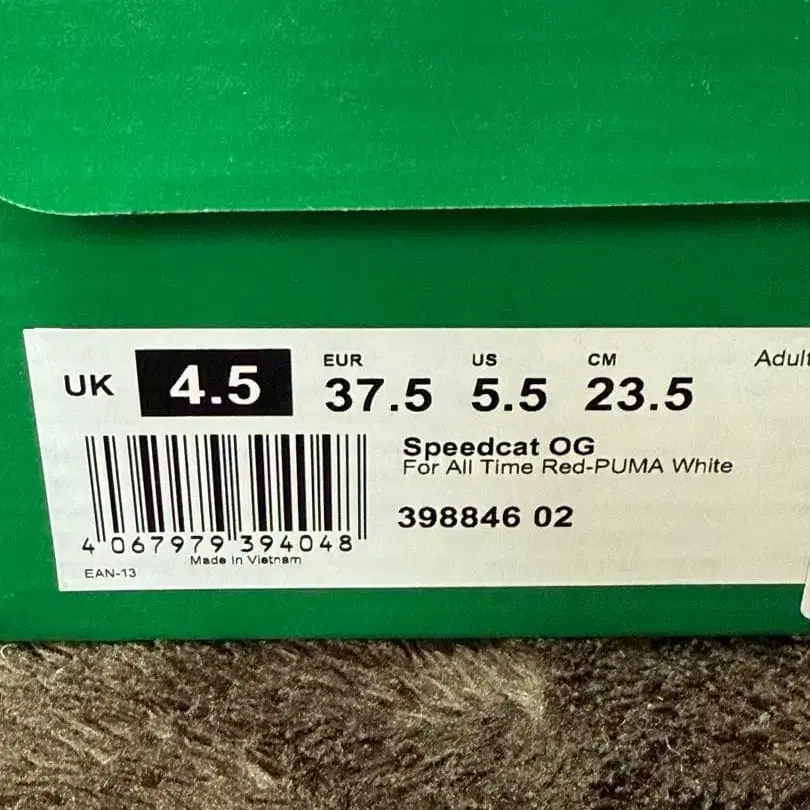 UK 4.5 EUR 37.5 US 5.5 CM 23.5
Speedcat OG
For All Time Red-PUMA White
398846 02
4 067979 394048
Made in Vietnam
EAN-13